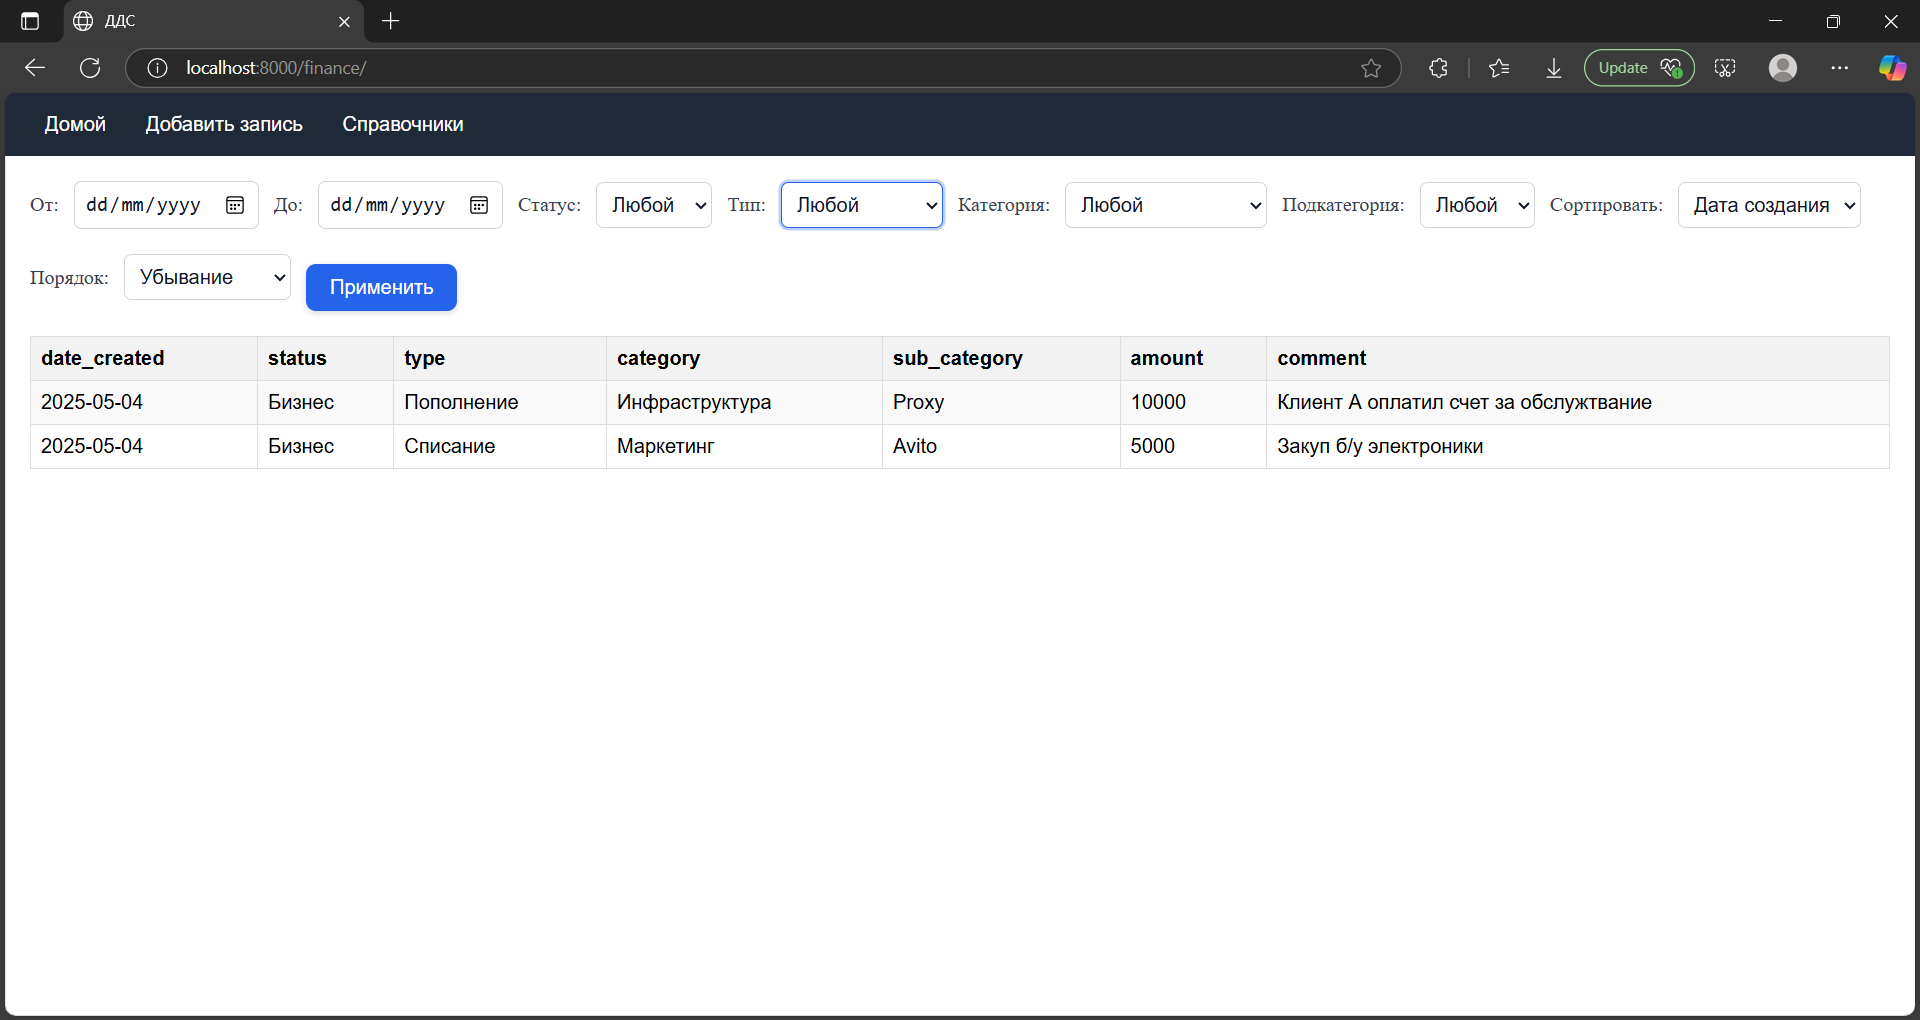 ДДС
localhost:8000/finance/
Update
Домой Добавить запись Справочники
От: dd/mm/yyyy До: dd/mm/yyyy Статус: Любой Тип: Любой Категория: Любой Подкатегория: Любой Сортировать: Дата создания
Порядок: Убывание Применить
date_created status type category sub_category amount comment
2025-05-04 Бизнес Пополнение Инфраструктура Proxy 10000 Клиент А оплатил счет за обслужтвание
2025-05-04 Бизнес Списание Маркетинг Avito 5000 Закуп б/у электроники